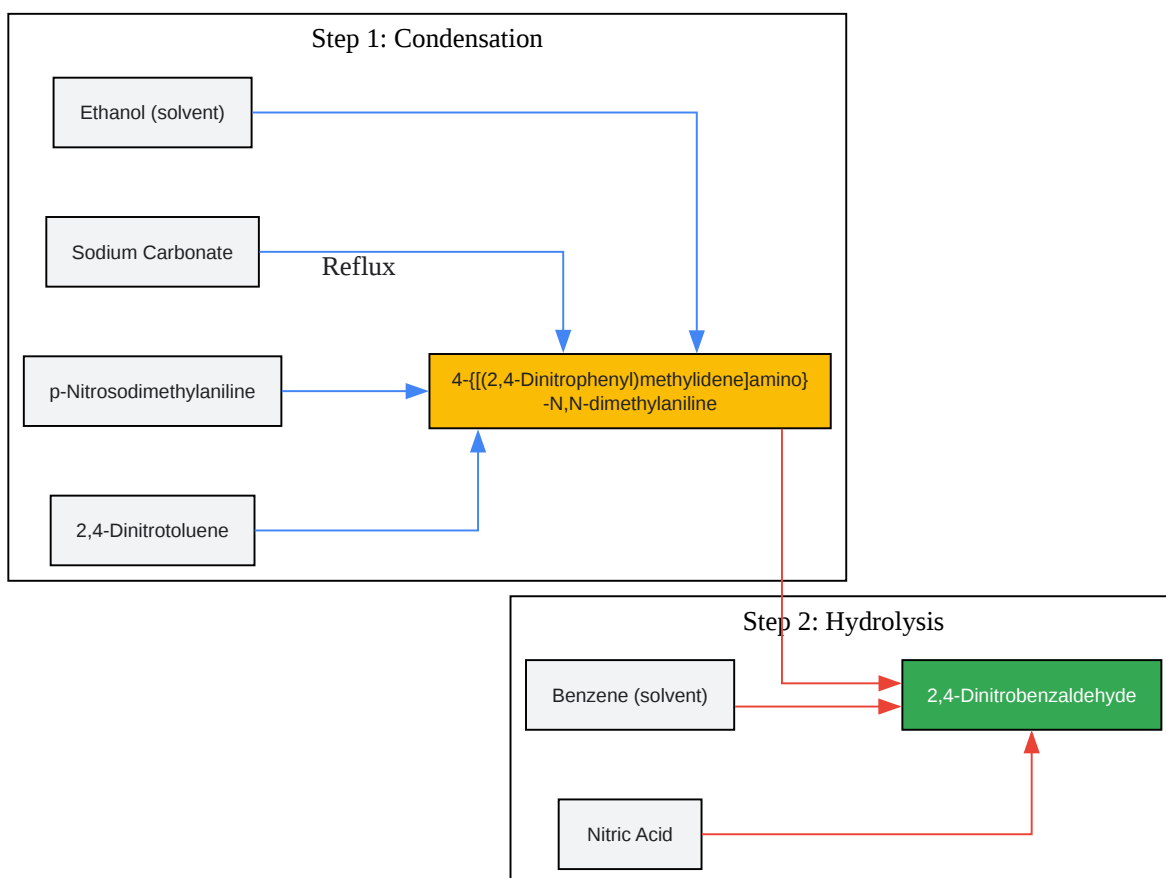 Step 1: Condensation
Ethanol (solvent)
Sodium Carbonate
Reflux
p-Nitrosodimethylaniline
4-{[(2,4-Dinitrophenyl)methylidene]amino}
-N,N-dimethylaniline
2,4-Dinitrotoluene
Step 2: Hydrolysis
Benzene (solvent)
2,4-Dinitrobenzaldehyde
Nitric Acid